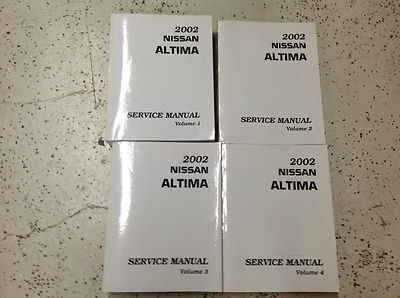 2002
NISSAN
ALTIMA
SERVICE MANUAL
Volume 1
2002
NISSAN
ALTIMA
SERVICE MANUAL
Volume 2
2002
NISSAN
ALTIMA
SERVICE MANUAL
Volume 3
2002
NISSAN
ALTIMA
SERVICE MANUAL
Volume 4